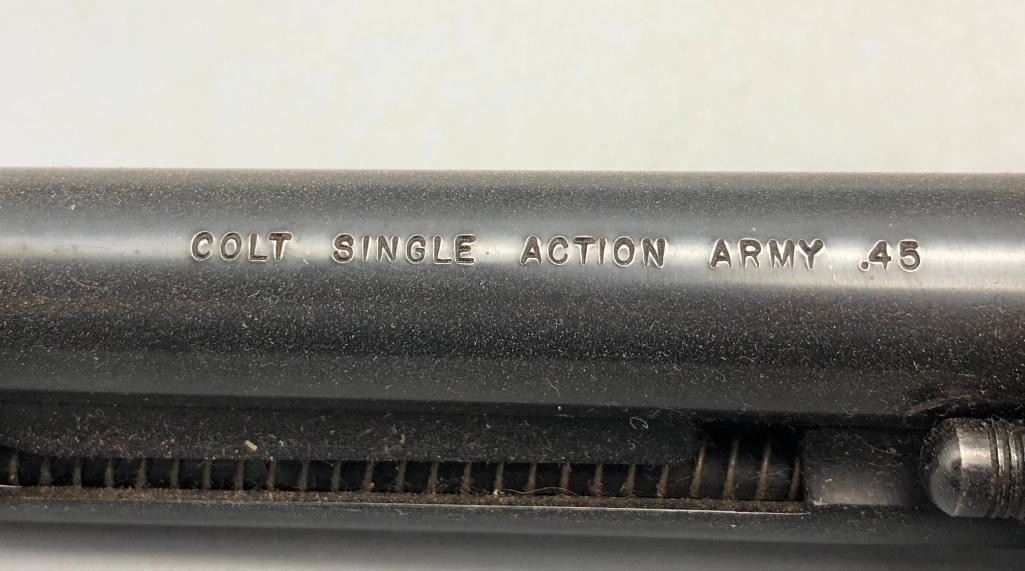 COLT SINGLE ACTION ARMY .45